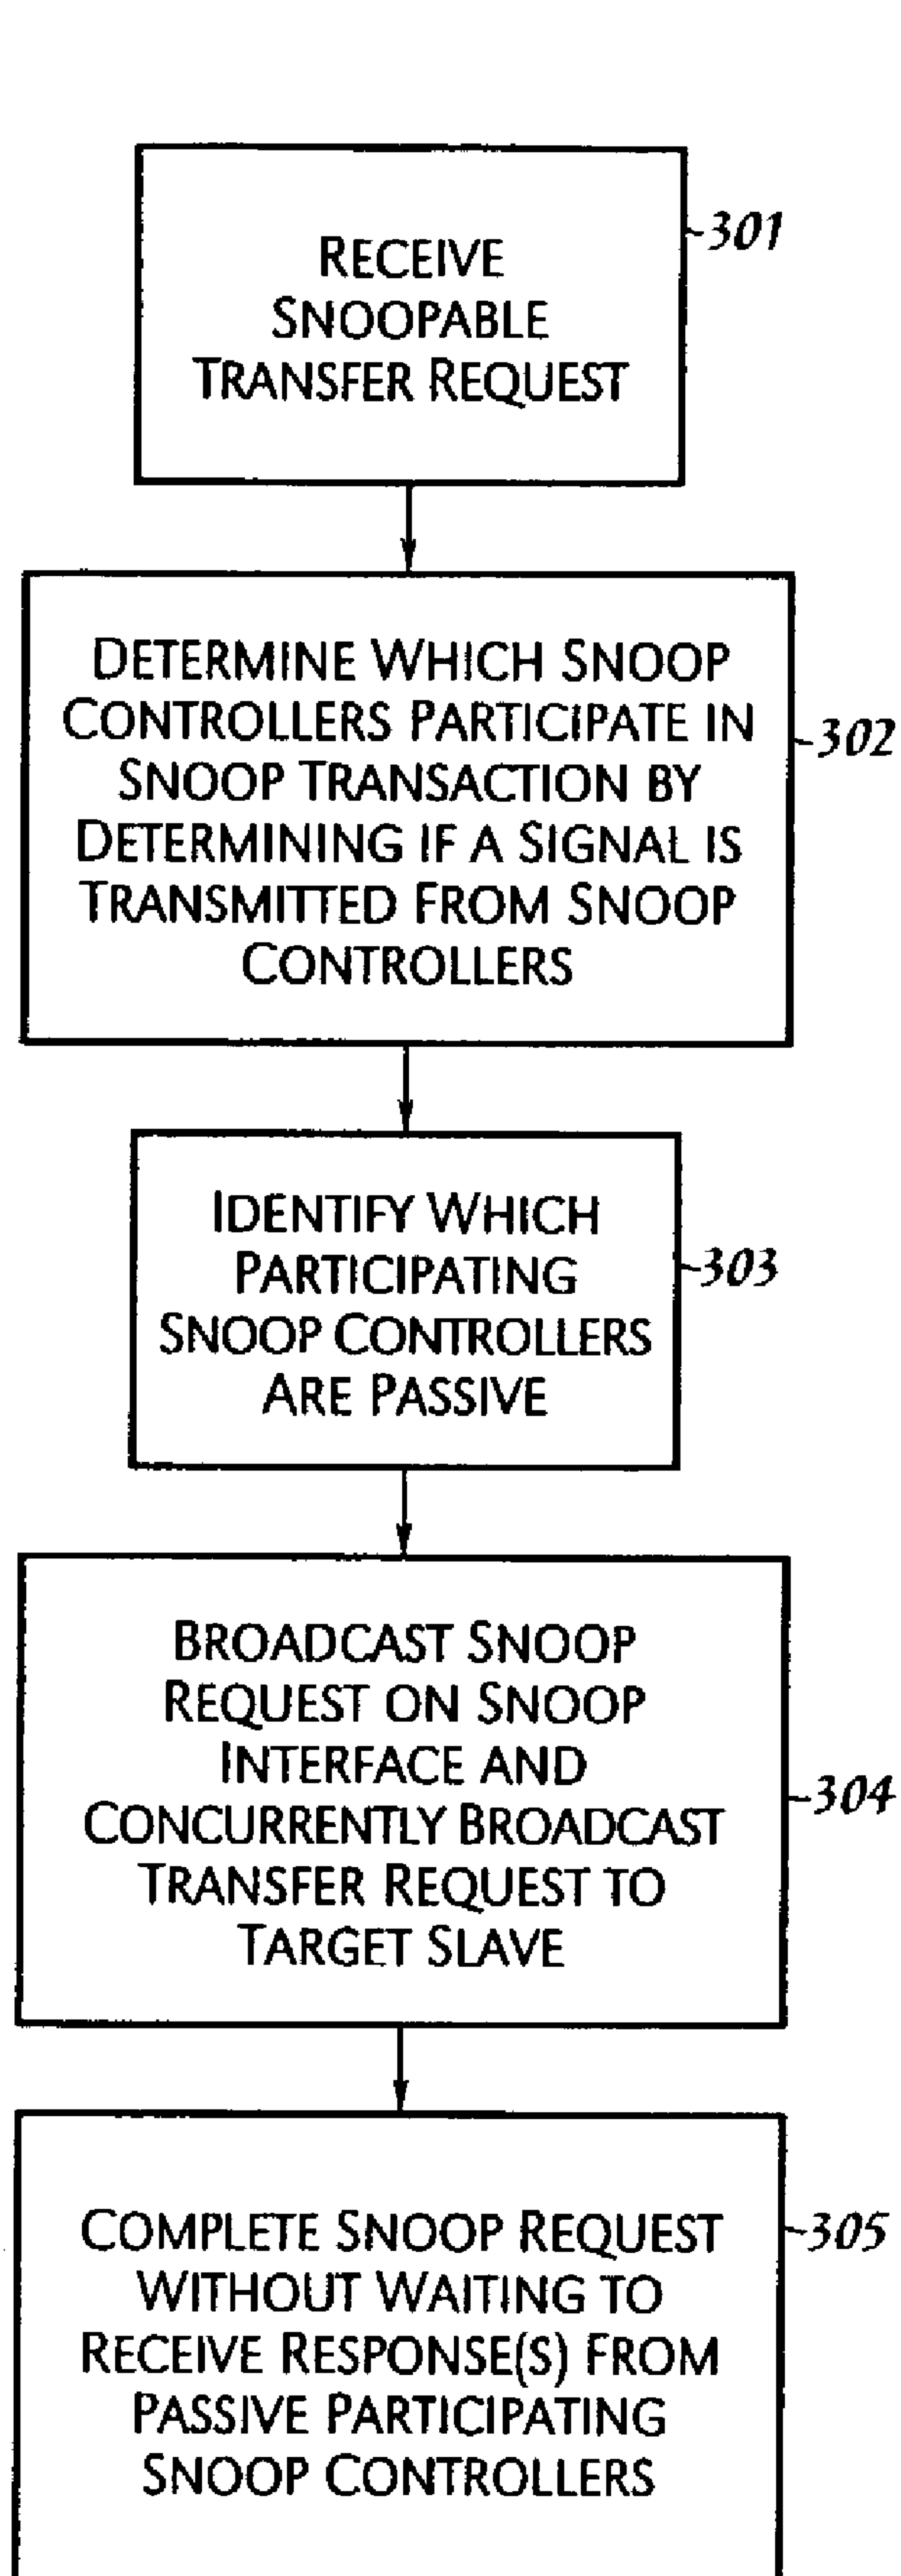 RECEIVE
301
SNOOPABLE
TRANSFER REQUEST
DETERMINE WHICH SNOOP
CONTROLLERS PARTICIPATE IN
302
SNOOP TRANSACTION BY
DETERMINING IF A SIGNAL IS
TRANSMITTED FROM SNOOP
CONTROLLERS
IDENTIFY WHICH
PARTICIPATING
303
SNOOP CONTROLLERS
ARE PASSIVE
BROADCAST SNOOP
REQUEST ON SNOOP
INTERFACE AND
304
CONCURRENTLY BROADCAST
TRANSFER REQUEST TO
TARGET SLAVE
COMPLETE SNOOP REQUEST
305
WITHOUT WAITING TO
RECEIVE RESPONSE(S) FROM
PASSIVE PARTICIPATING
SNOOP CONTROLLERS